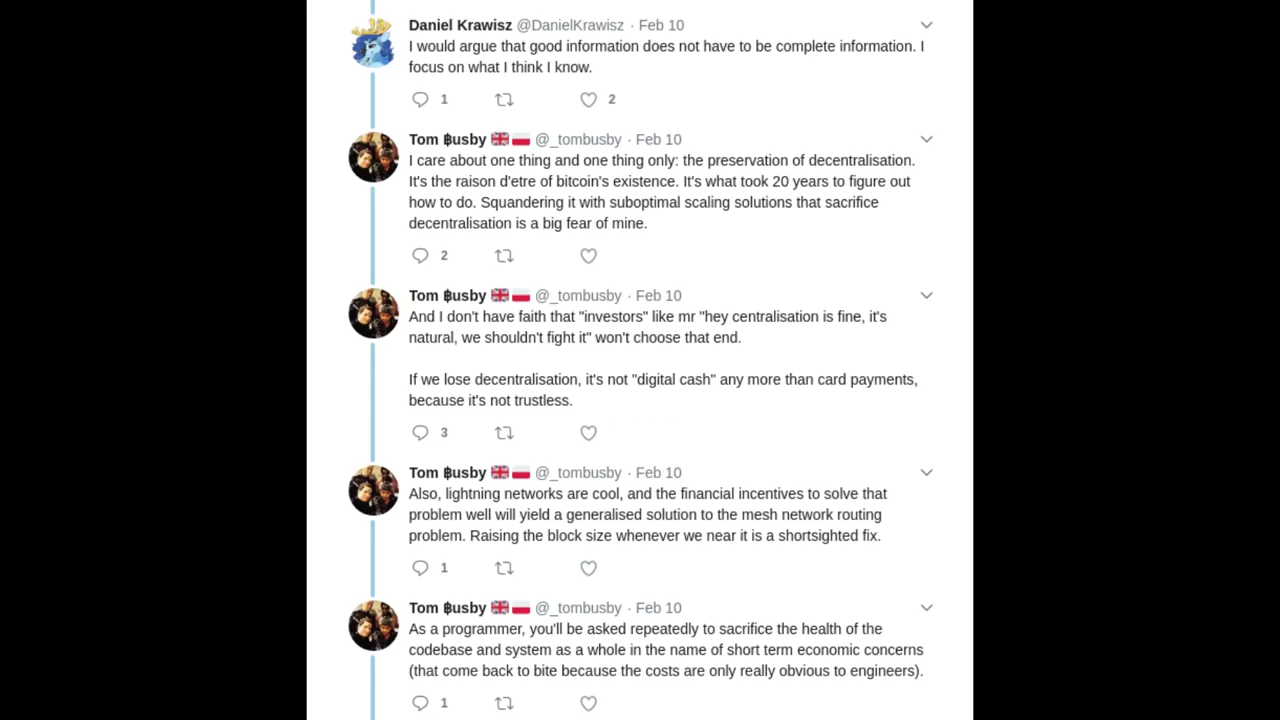 Daniel Krawisz @DanielKrawisz · Feb 10
I would argue that good information does not have to be complete information. I
focus on what I think I know.
1 2
Tom ฿usby 🇬🇧🇵🇱 @_tombusby · Feb 10
I care about one thing and one thing only: the preservation of decentralisation.
It's the raison d'etre of bitcoin's existence. It's what took 20 years to figure out
how to do. Squandering it with suboptimal scaling solutions that sacrifice
decentralisation is a big fear of mine.
2
Tom ฿usby 🇬🇧🇵🇱 @_tombusby · Feb 10
And I don't have faith that "investors" like mr "hey centralisation is fine, it's
natural, we shouldn't fight it" won't choose that end.
If we lose decentralisation, it's not "digital cash" any more than card payments,
because it's not trustless.
3
Tom ฿usby 🇬🇧🇵🇱 @_tombusby · Feb 10
Also, lightning networks are cool, and the financial incentives to solve that
problem well will yield a generalised solution to the mesh network routing
problem. Raising the block size whenever we near it is a shortsighted fix.
1
Tom ฿usby 🇬🇧🇵🇱 @_tombusby · Feb 10
As a programmer, you'll be asked repeatedly to sacrifice the health of the
codebase and system as a whole in the name of short term economic concerns
(that come back to bite because the costs are only really obvious to engineers).
1